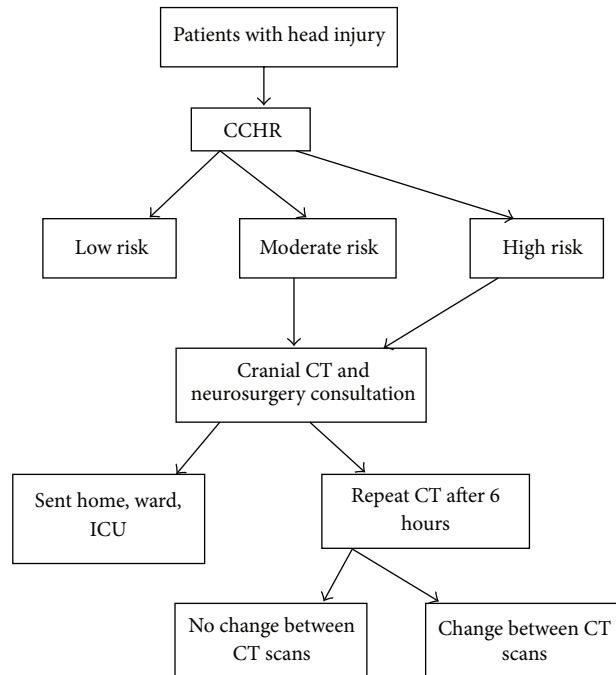 Patients with head injury
CCHR
Low risk
Moderate risk
High risk
Cranial CT and
neurosurgery consultation
Sent home, ward,
ICU
Repeat CT after 6
hours
No change between
CT scans
Change between CT
scans